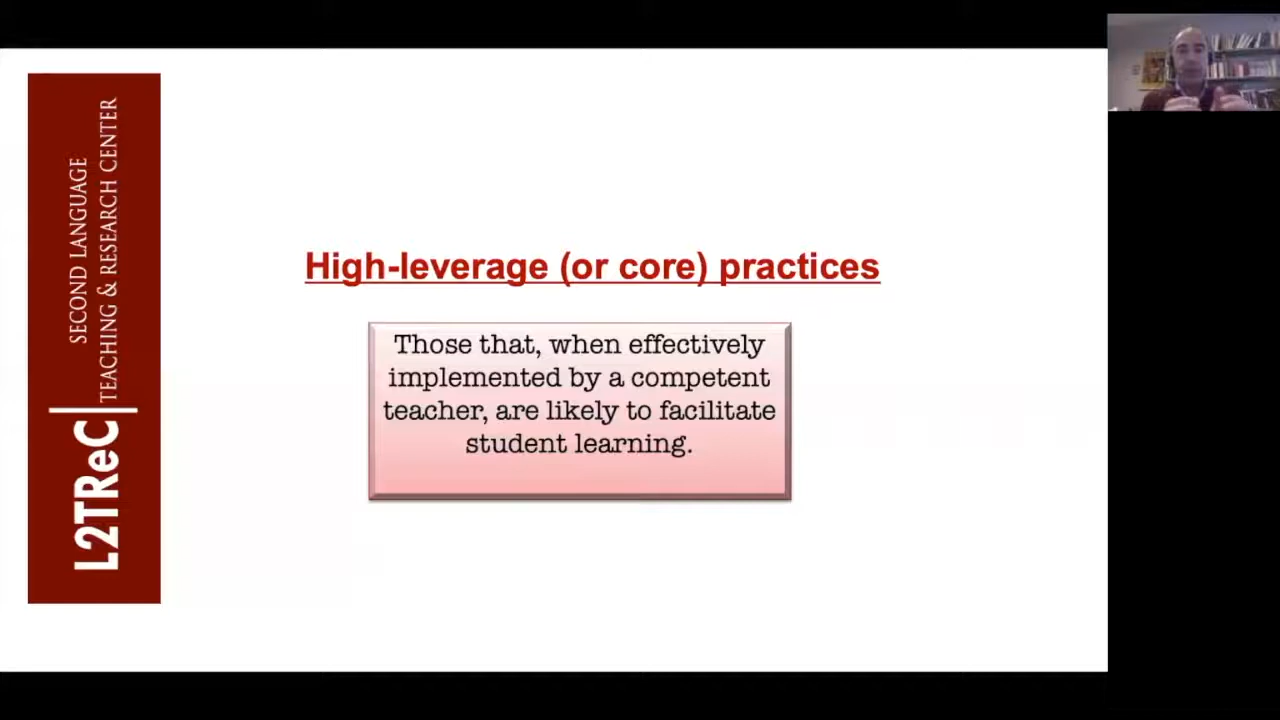 SECOND LANGUAGE
TEACHING & RESEARCH CENTER
L2TReC
High-leverage (or core) practices
Those that, when effectively
implemented by a competent
teacher, are likely to facilitate
student learning.